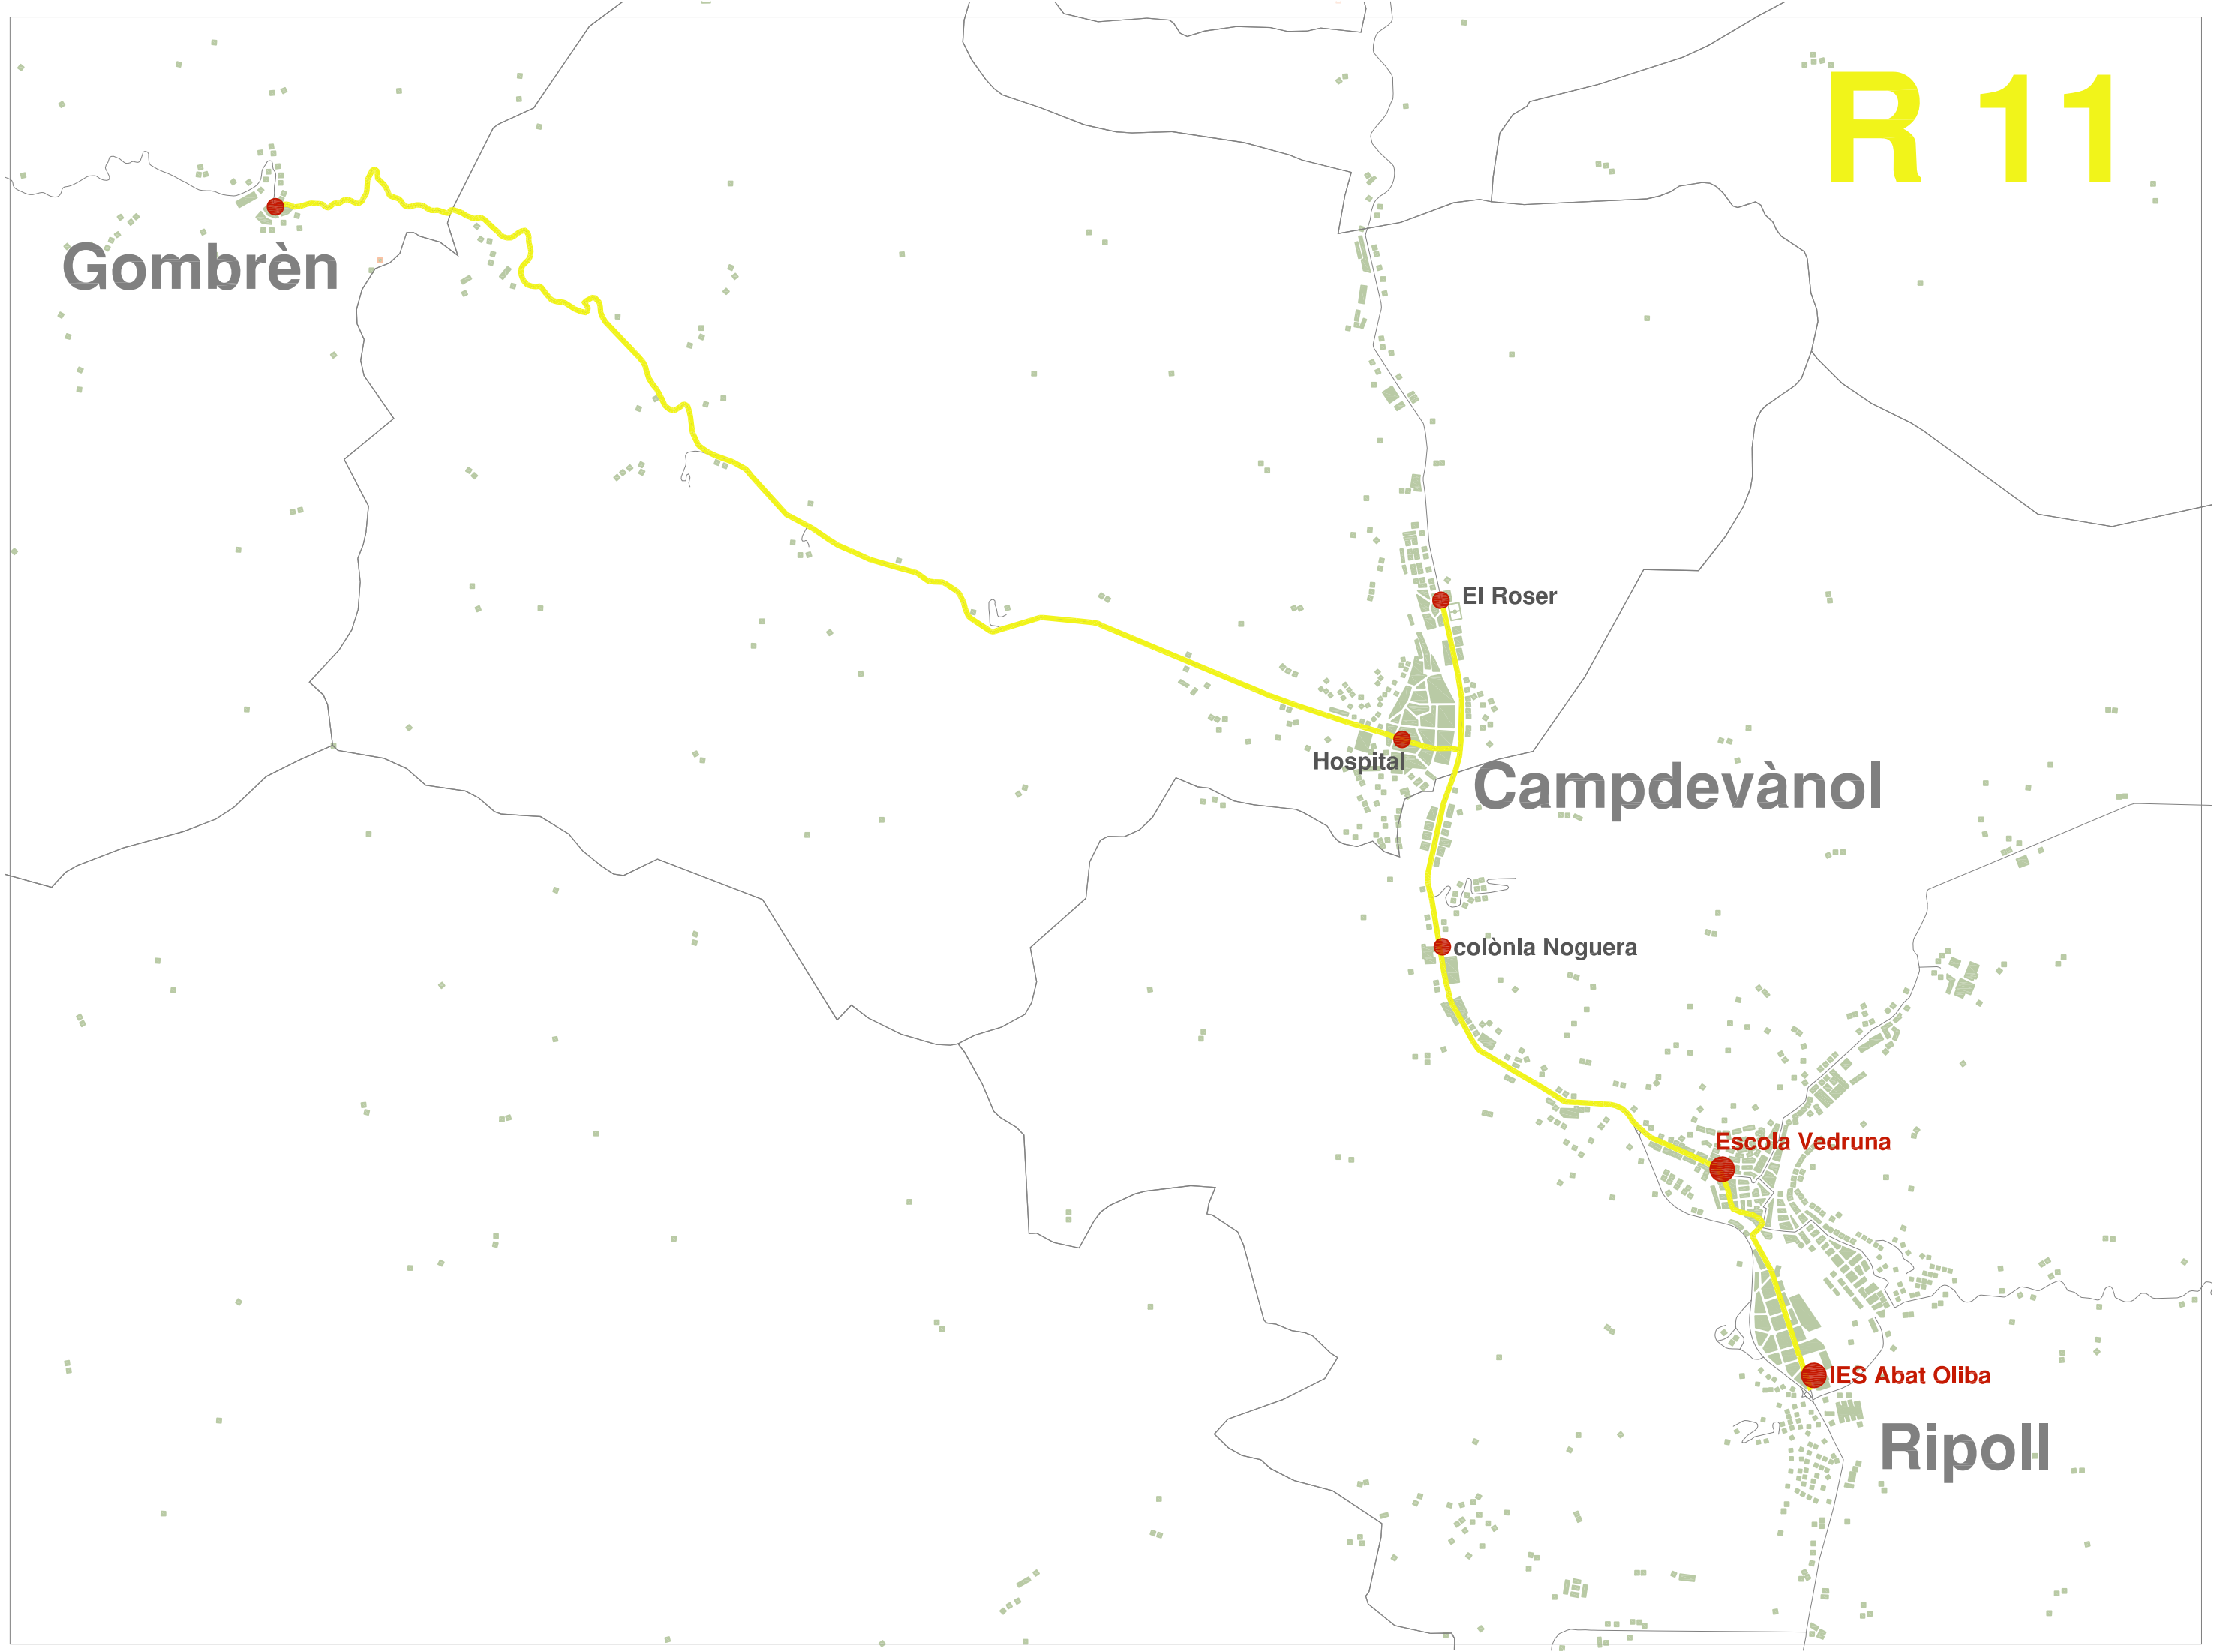 R 11
Gombrèn
El Roser
Hospital
Campdevànol
colònia Noguera
Escola Vedruna
IES Abat Oliba
Ripoll